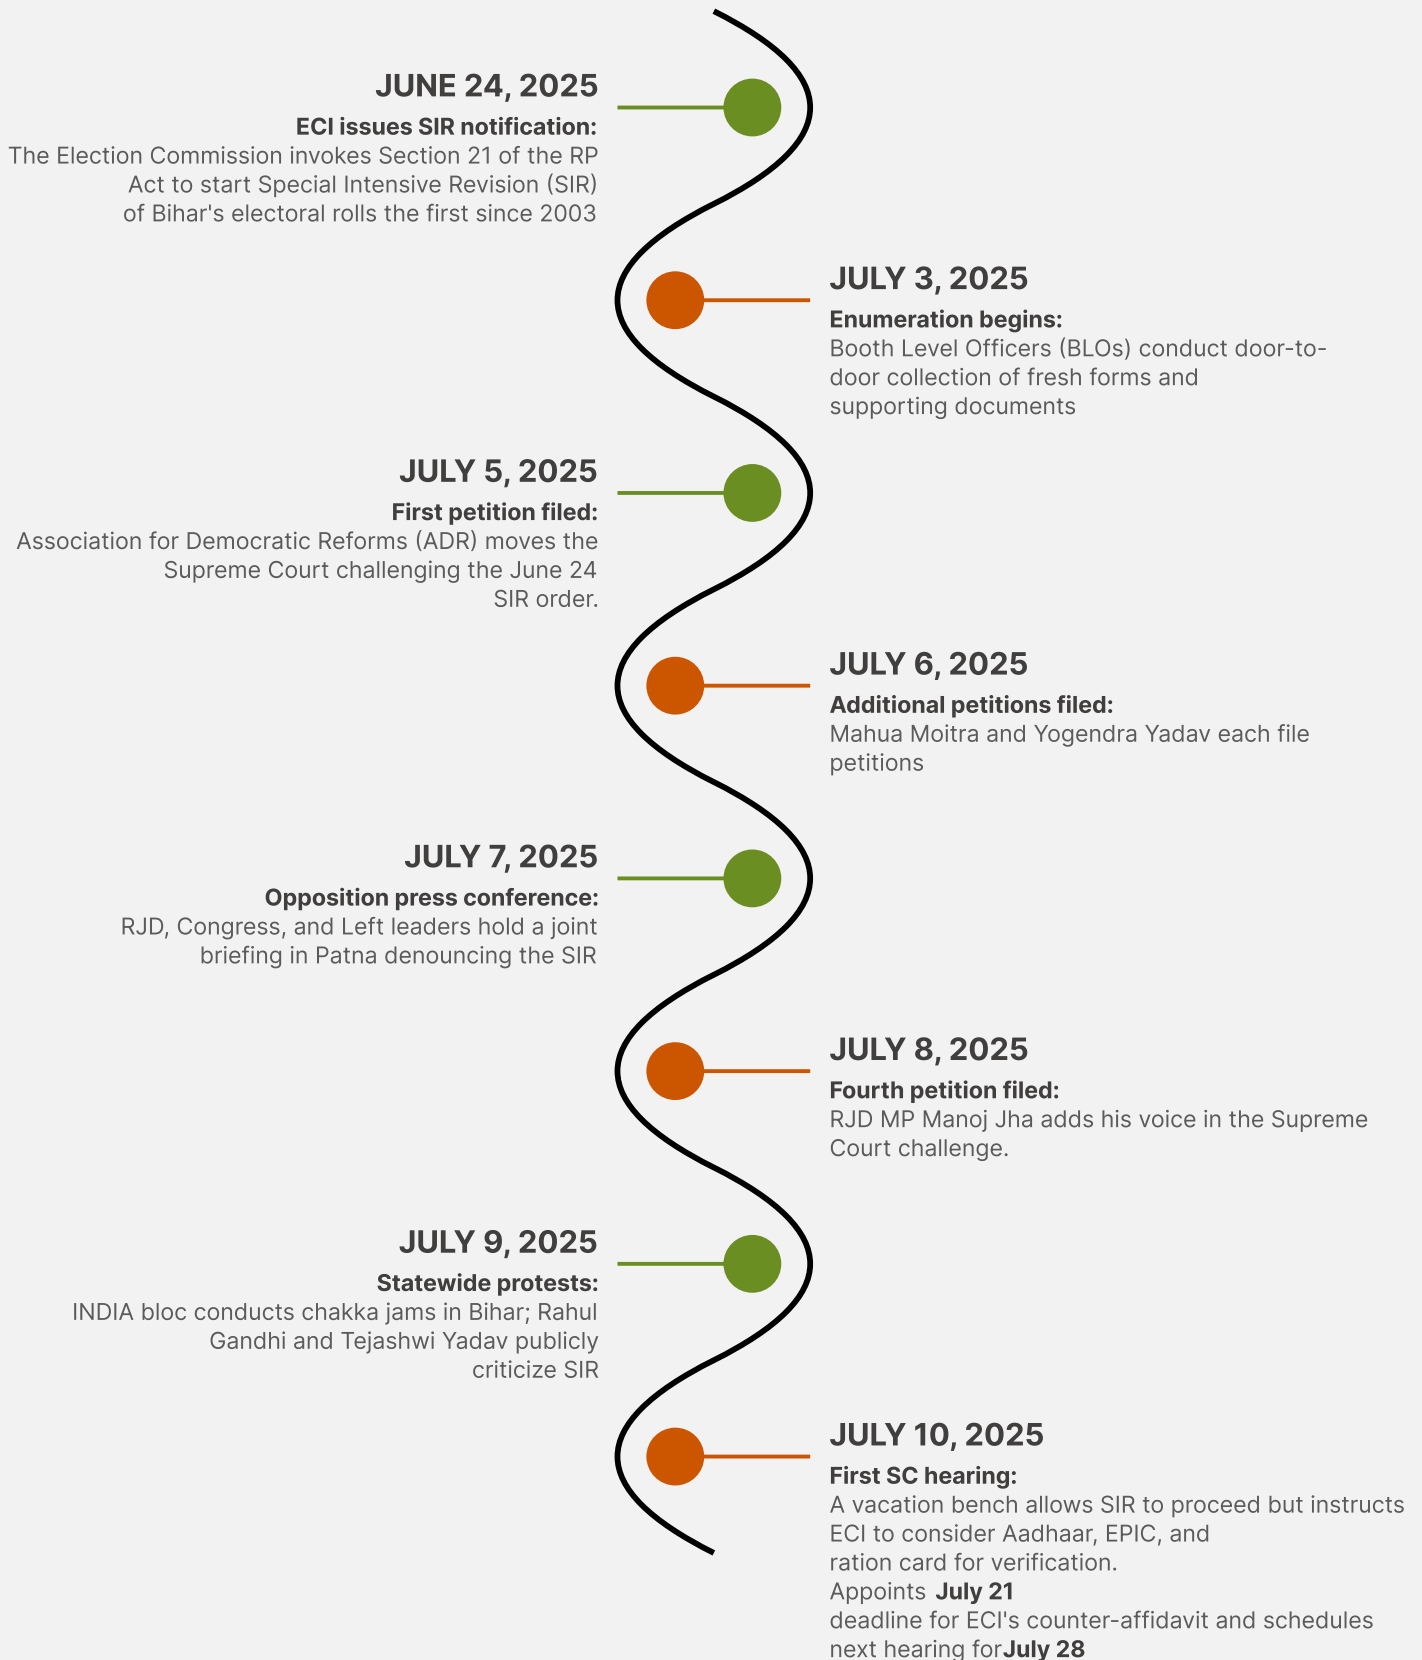 JUNE 24, 2025
ECI issues SIR notification:
The Election Commission invokes Section 21 of the RP
Act to start Special Intensive Revision (SIR)
of Bihar's electoral rolls the first since 2003
JULY 3, 2025
Enumeration begins:
Booth Level Officers (BLOs) conduct door-to-
door collection of fresh forms and
supporting documents
JULY 5, 2025
First petition filed:
Association for Democratic Reforms (ADR) moves the
Supreme Court challenging the June 24
SIR order.
JULY 6, 2025
Additional petitions filed:
Mahua Moitra and Yogendra Yadav each file
petitions
JULY 7, 2025
Opposition press conference:
RJD, Congress, and Left leaders hold a joint
briefing in Patna denouncing the SIR
JULY 8, 2025
Fourth petition filed:
RJD MP Manoj Jha adds his voice in the Supreme
Court challenge.
JULY 9, 2025
Statewide protests:
INDIA bloc conducts chakka jams in Bihar; Rahul
Gandhi and Tejashwi Yadav publicly
criticize SIR
JULY 10, 2025
First SC hearing:
A vacation bench allows SIR to proceed but instructs
ECI to consider Aadhaar, EPIC, and
ration card for verification.
Appoints July 21
deadline for ECI's counter-affidavit and schedules
next hearing forJuly 28